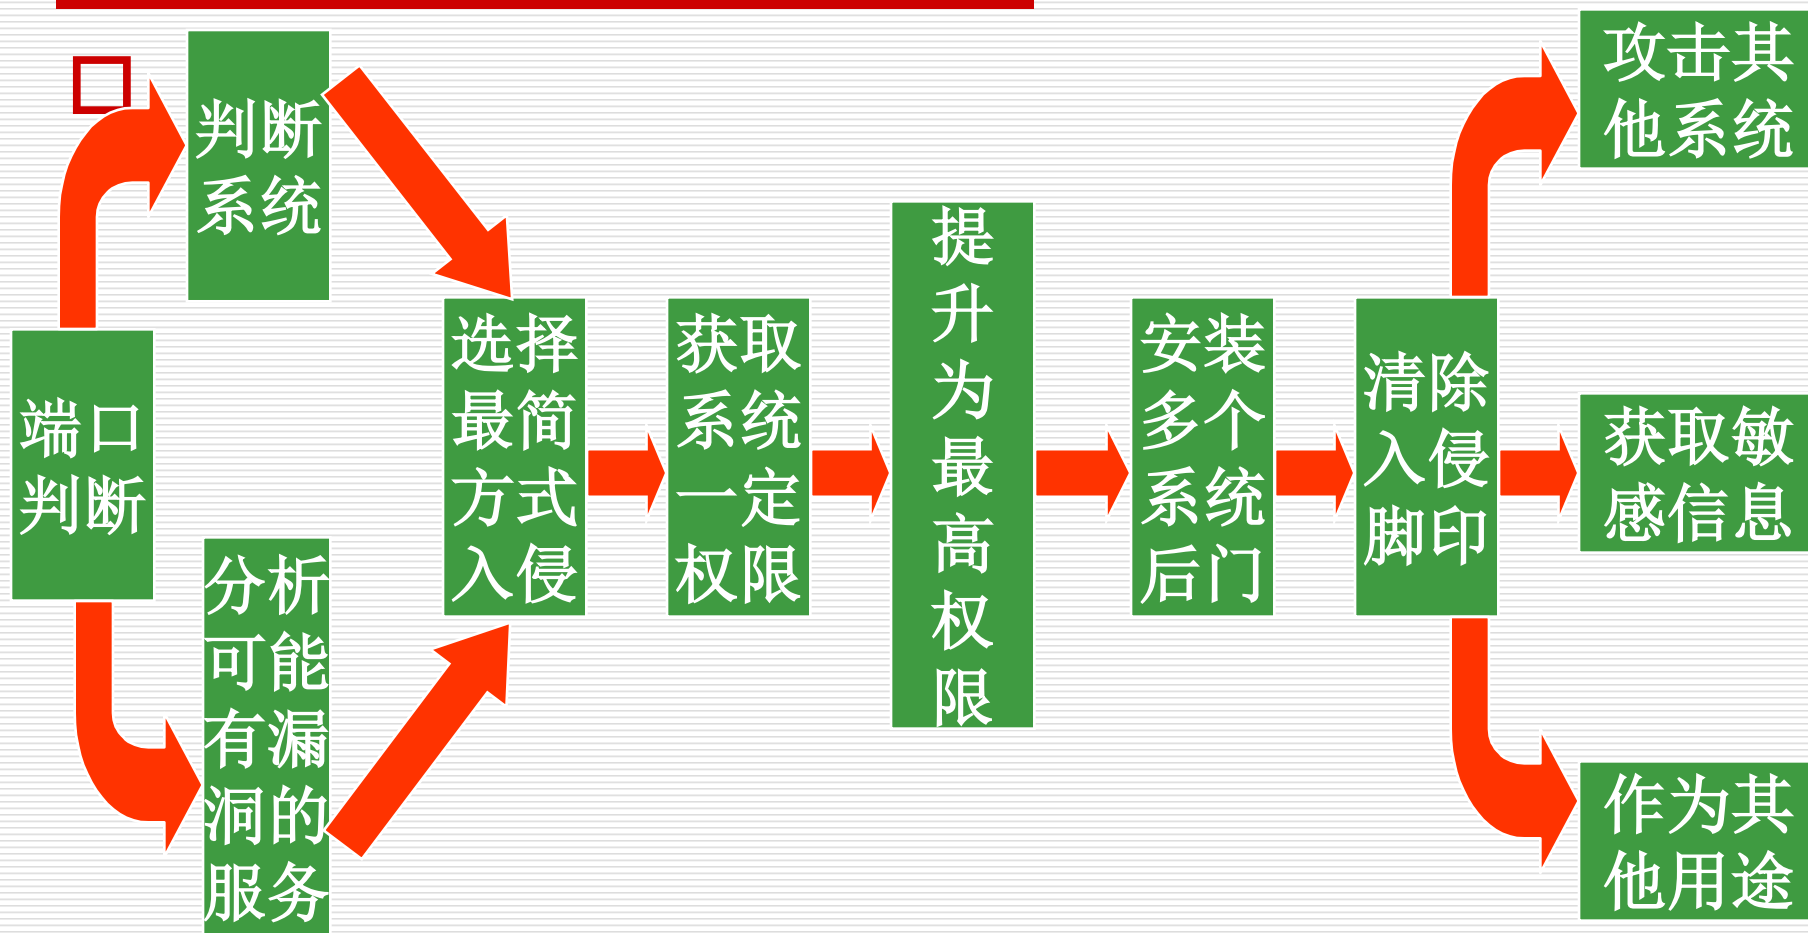 端口
判断
判断
系统
分析
可能
有漏
洞的
服务
选择
最简
方式
入侵
获取
系统
一定
权限
提
升
为
最
高
权
限
安装
多个
系统
后门
清除
入侵
脚印
攻击其
他系统
获取敏
感信息
作为其
他用途